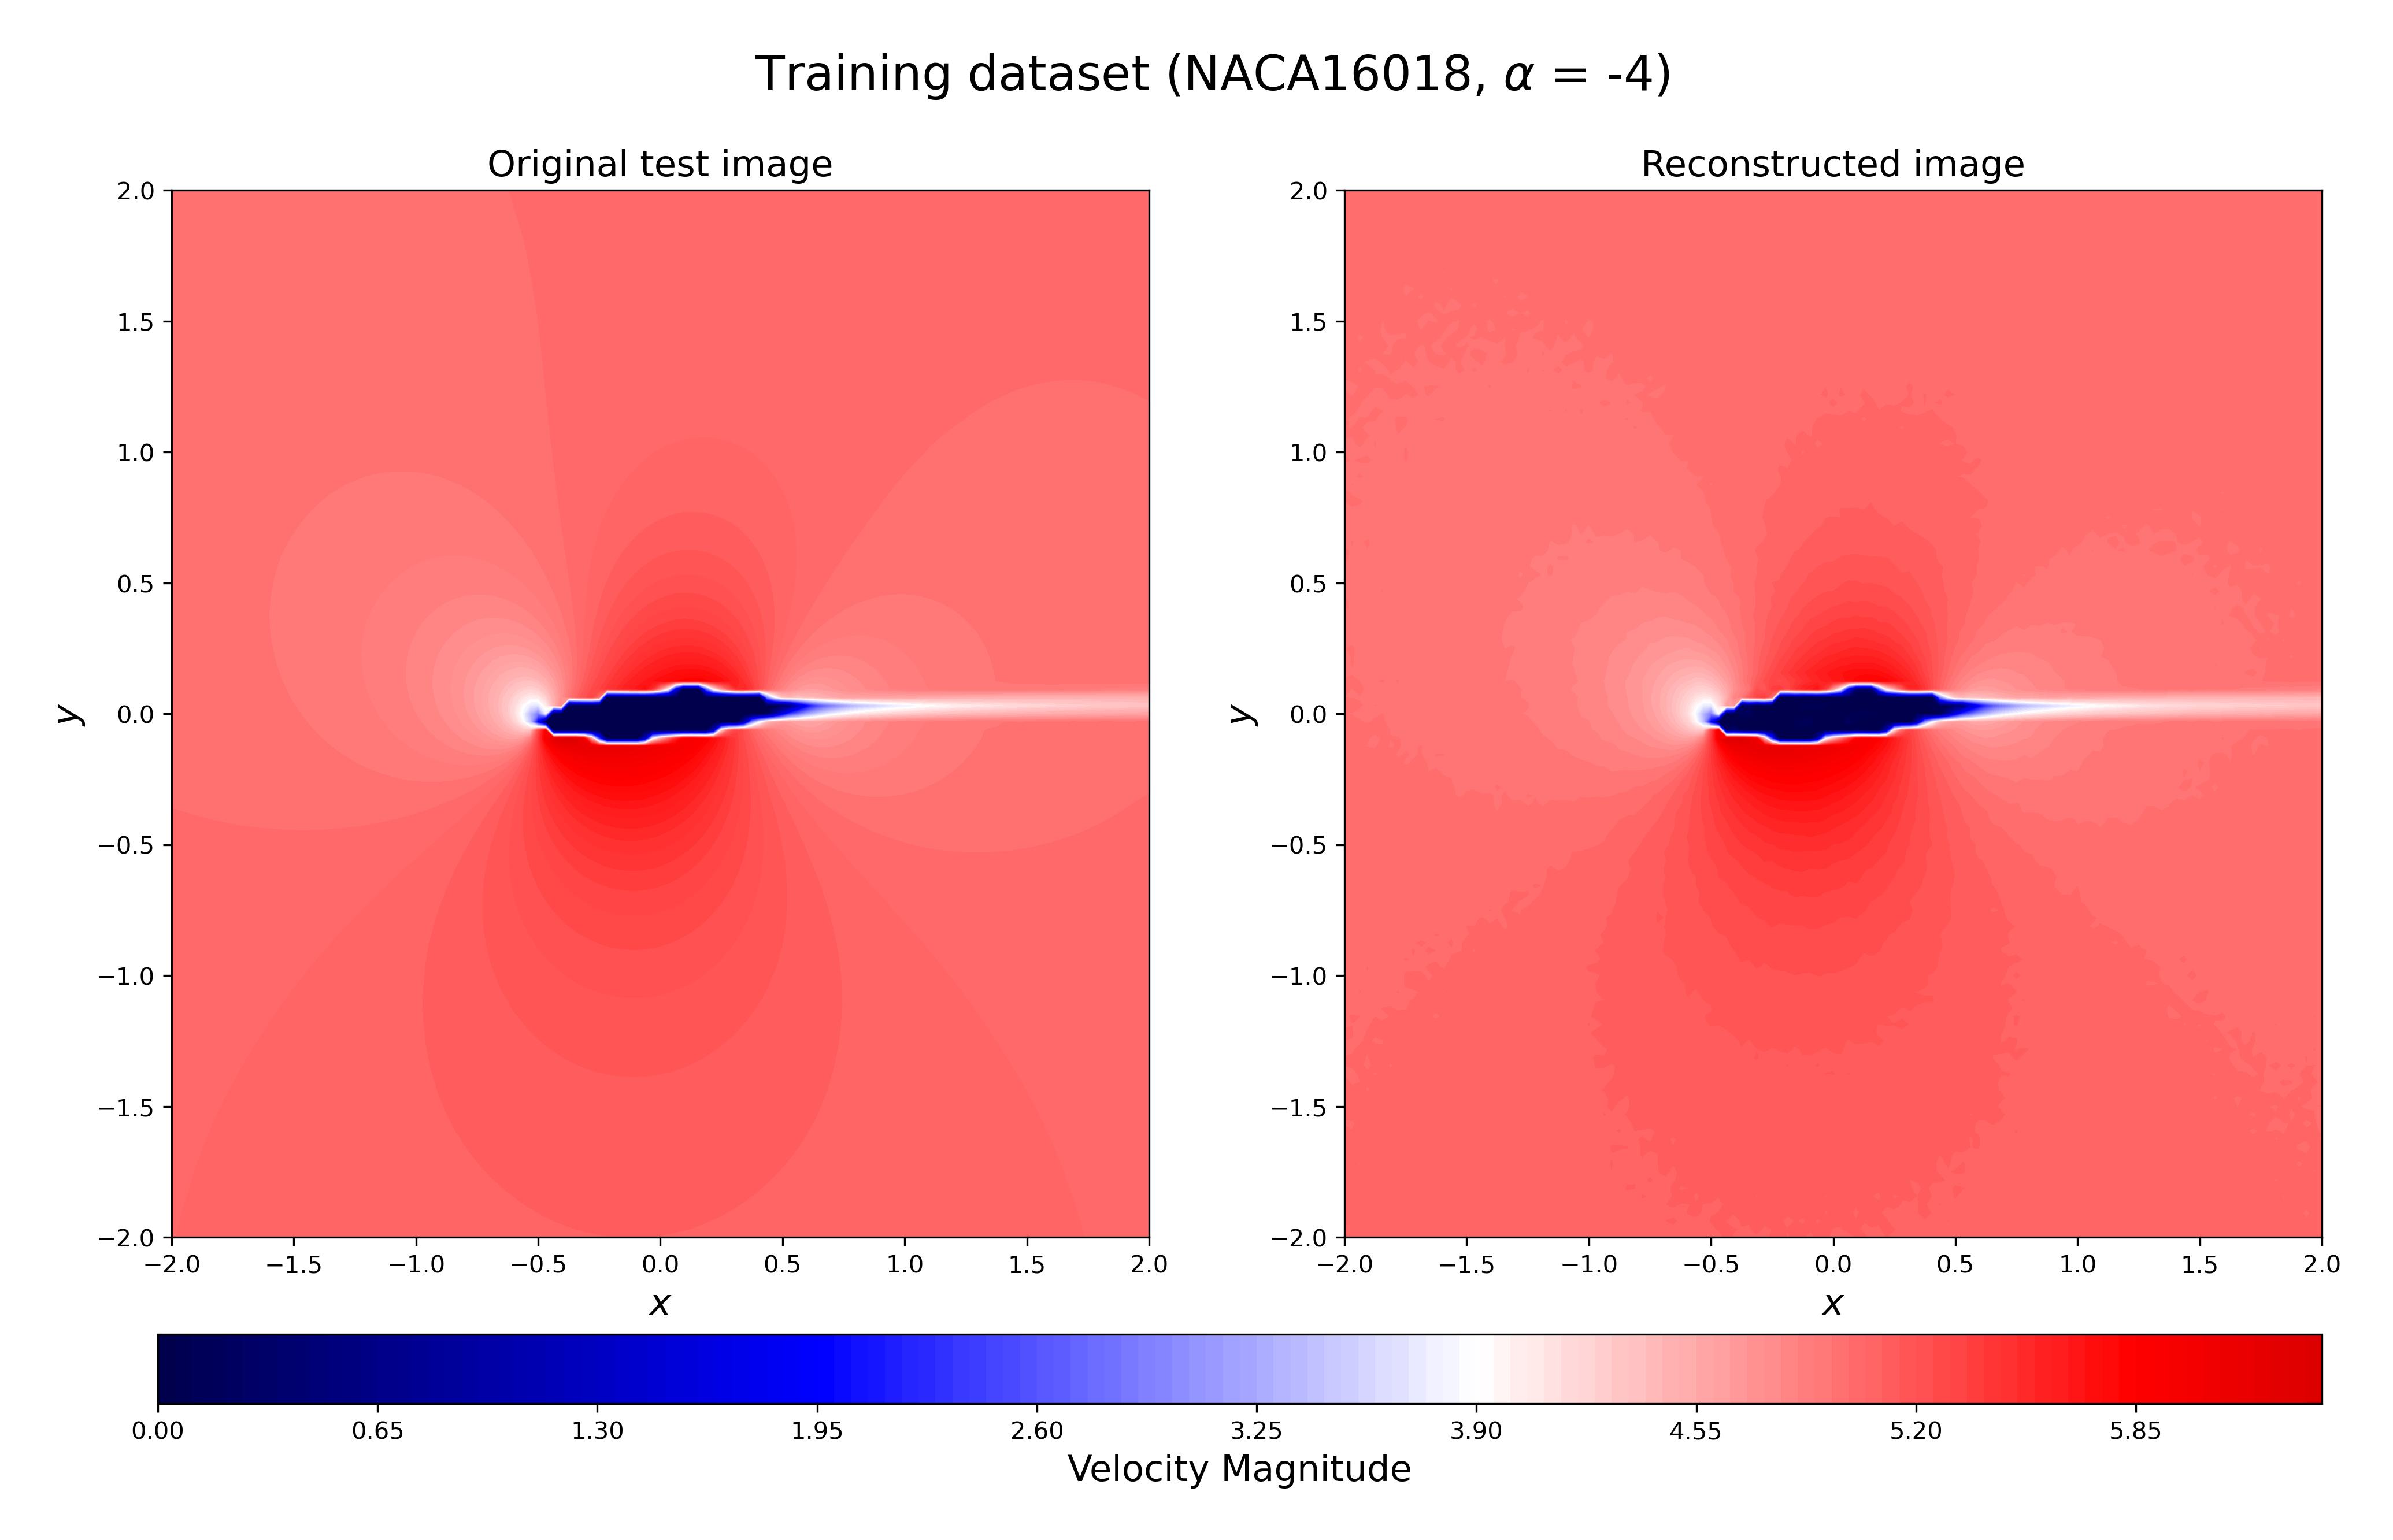 Training dataset (NACA16018, α = -4)
Original test image
Reconstructed image
2.0
1.5
1.0
0.5
0.0
−0.5
−1.0
−1.5
−2.0
y
−2.0 −1.5 −1.0 −0.5 0.0 0.5 1.0 1.5 2.0
x
2.0
1.5
1.0
0.5
0.0
−0.5
−1.0
−1.5
−2.0
y
−2.0 −1.5 −1.0 −0.5 0.0 0.5 1.0 1.5 2.0
x
0.00 0.65 1.30 1.95 2.60 3.25 3.90 4.55 5.20 5.85
Velocity Magnitude